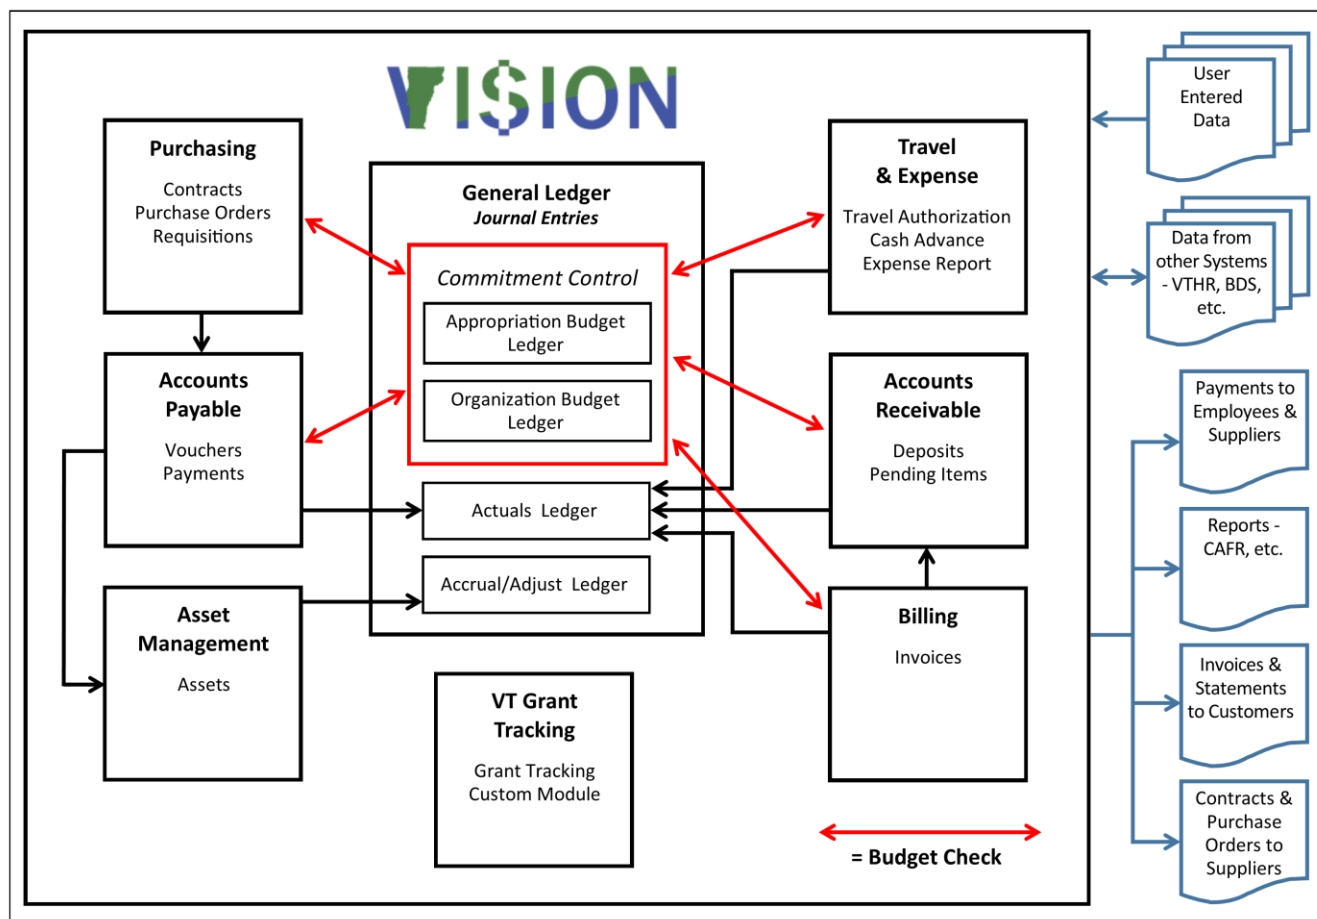 VI$ION
Purchasing
Contracts
Purchase Orders
Requisitions
General Ledger
Journal Entries
Commitment Control
Appropriation Budget
Ledger
Organization Budget
Ledger
Actuals Ledger
Accrual/Adjust Ledger
Travel
& Expense
Travel Authorization
Cash Advance
Expense Report
Accounts
Payable
Vouchers
Payments
Accounts
Receivable
Deposits
Pending Items
Asset
Management
Assets
VT Grant
Tracking
Grant Tracking
Custom Module
Billing
Invoices
= Budget Check
User
Entered
Data
Data from
other Systems
- VTHR, BDS,
etc.
Payments to
Employees &
Suppliers
Reports -
CAFR, etc.
Invoices &
Statements
to Customers
Contracts &
Purchase
Orders to
Suppliers